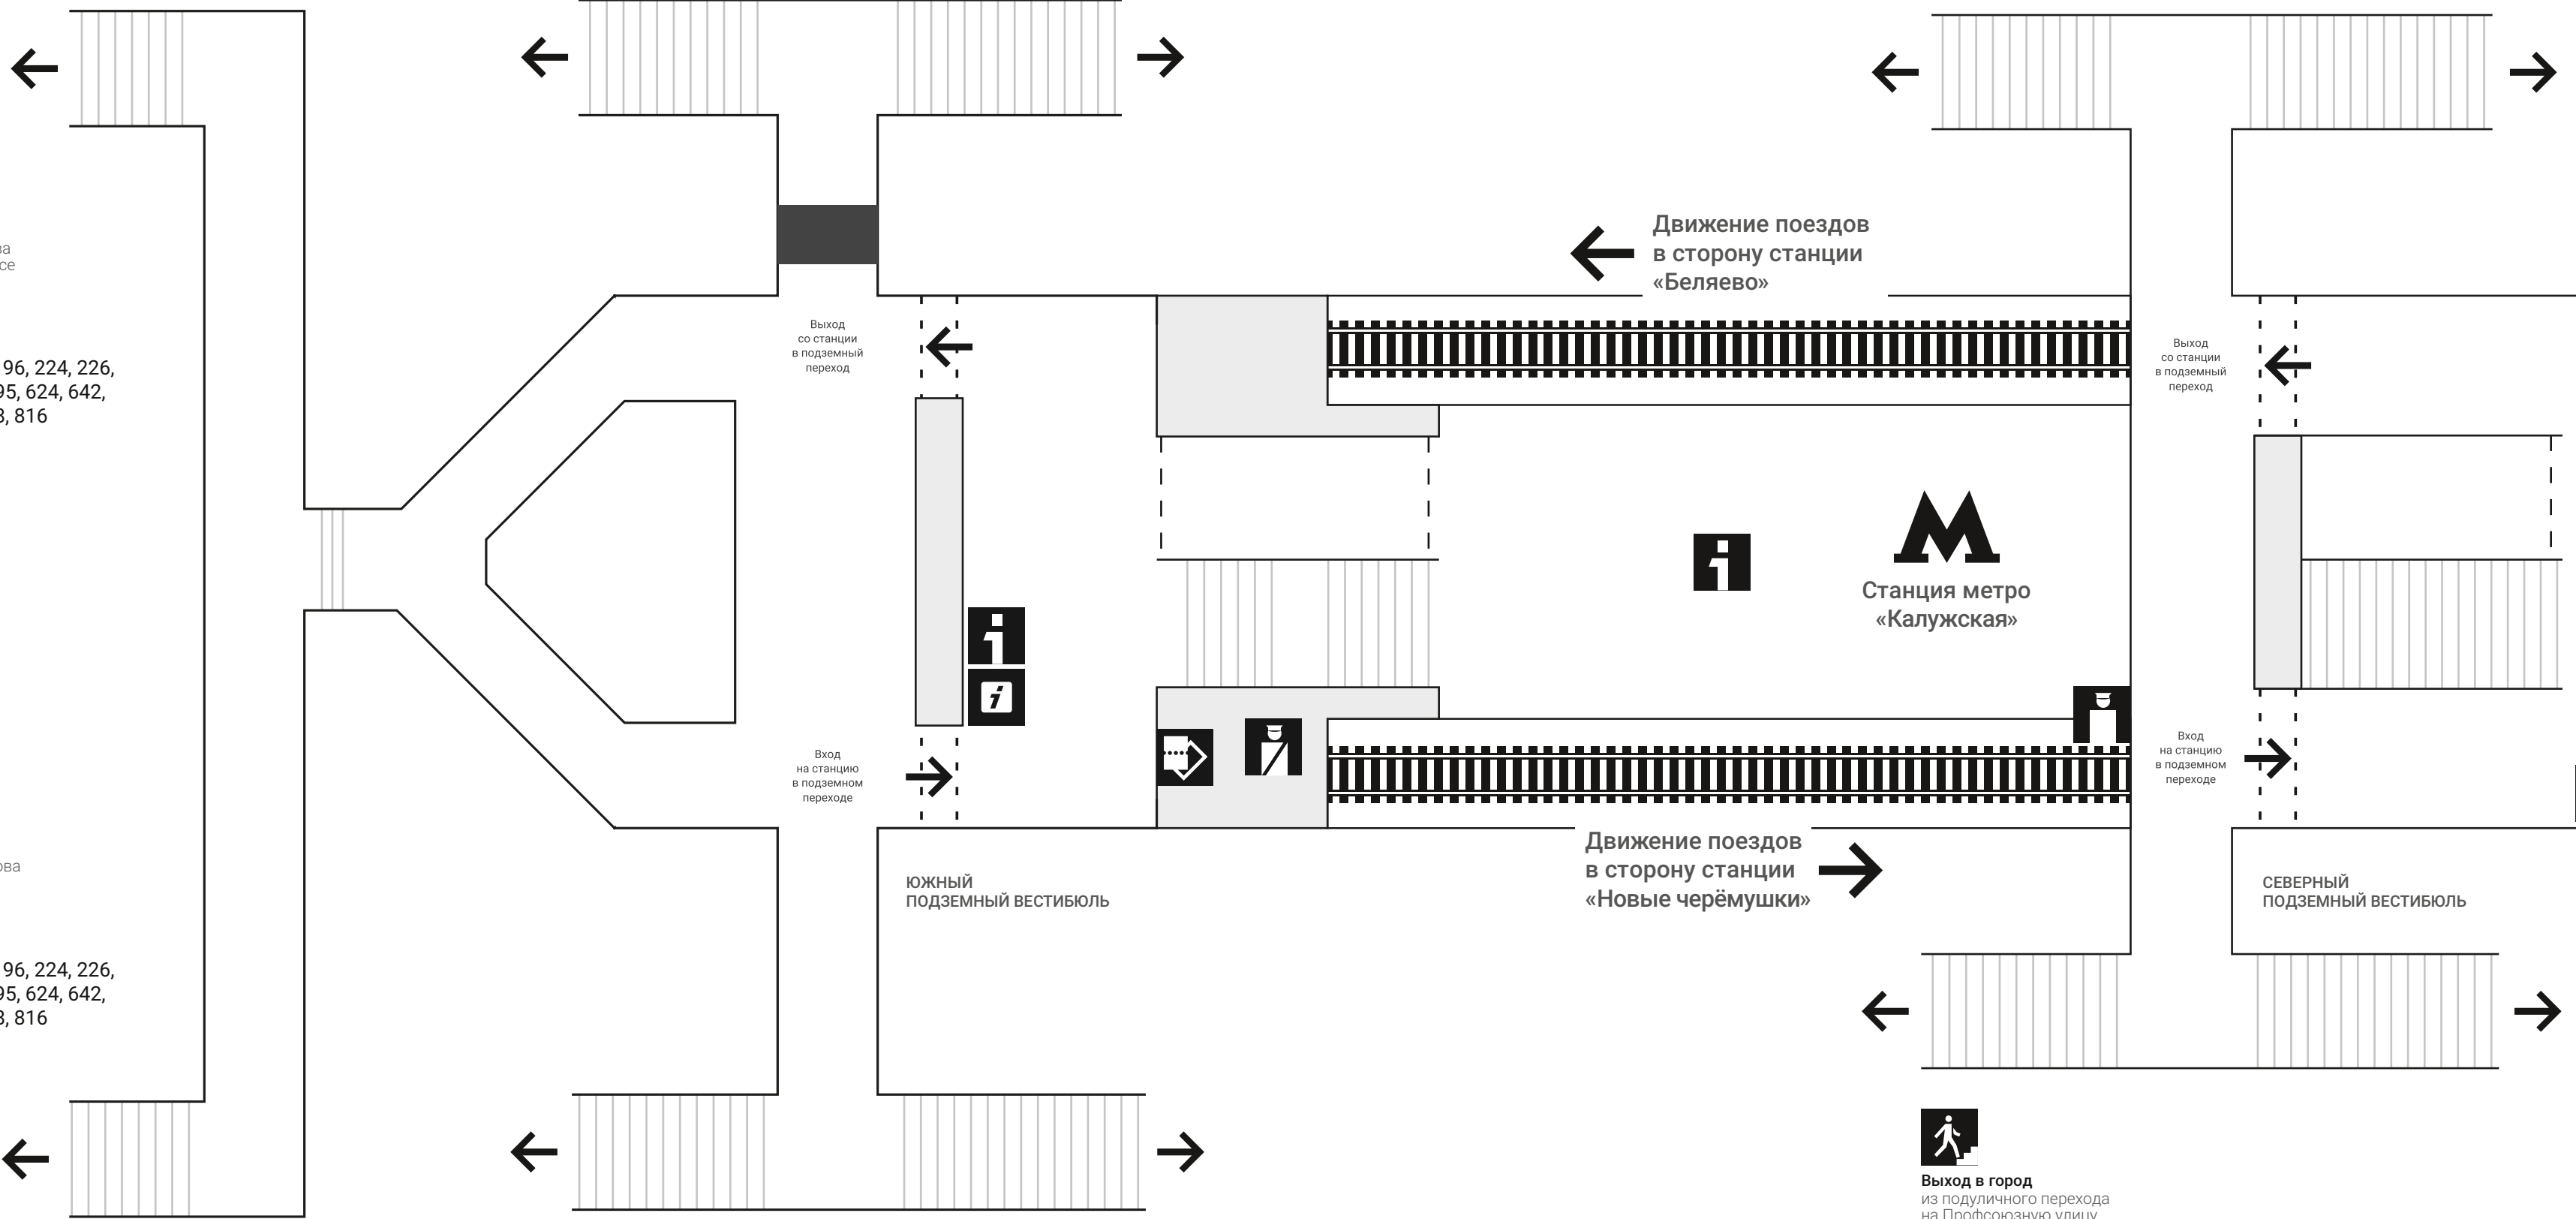 96, 224, 226,
95, 624, 642,
, 816
Движение поездов
в сторону станции
«Беляево»
Выход
со станции
в подземный
переход
Выход
со станции
в подземный
переход
Станция метро
«Калужская»
Вход
на станцию
в подземном
переходе
Вход
на станцию
в подземном
переходе
Движение поездов
в сторону станции
«Новые черёмушки»
ЮЖНЫЙ
ПОДЗЕМНЫЙ ВЕСТИБЮЛЬ
СЕВЕРНЫЙ
ПОДЗЕМНЫЙ ВЕСТИБЮЛЬ
96, 224, 226,
95, 624, 642,
, 816
Выход в город
из подуличного перехода
на Профсоюзную улицу